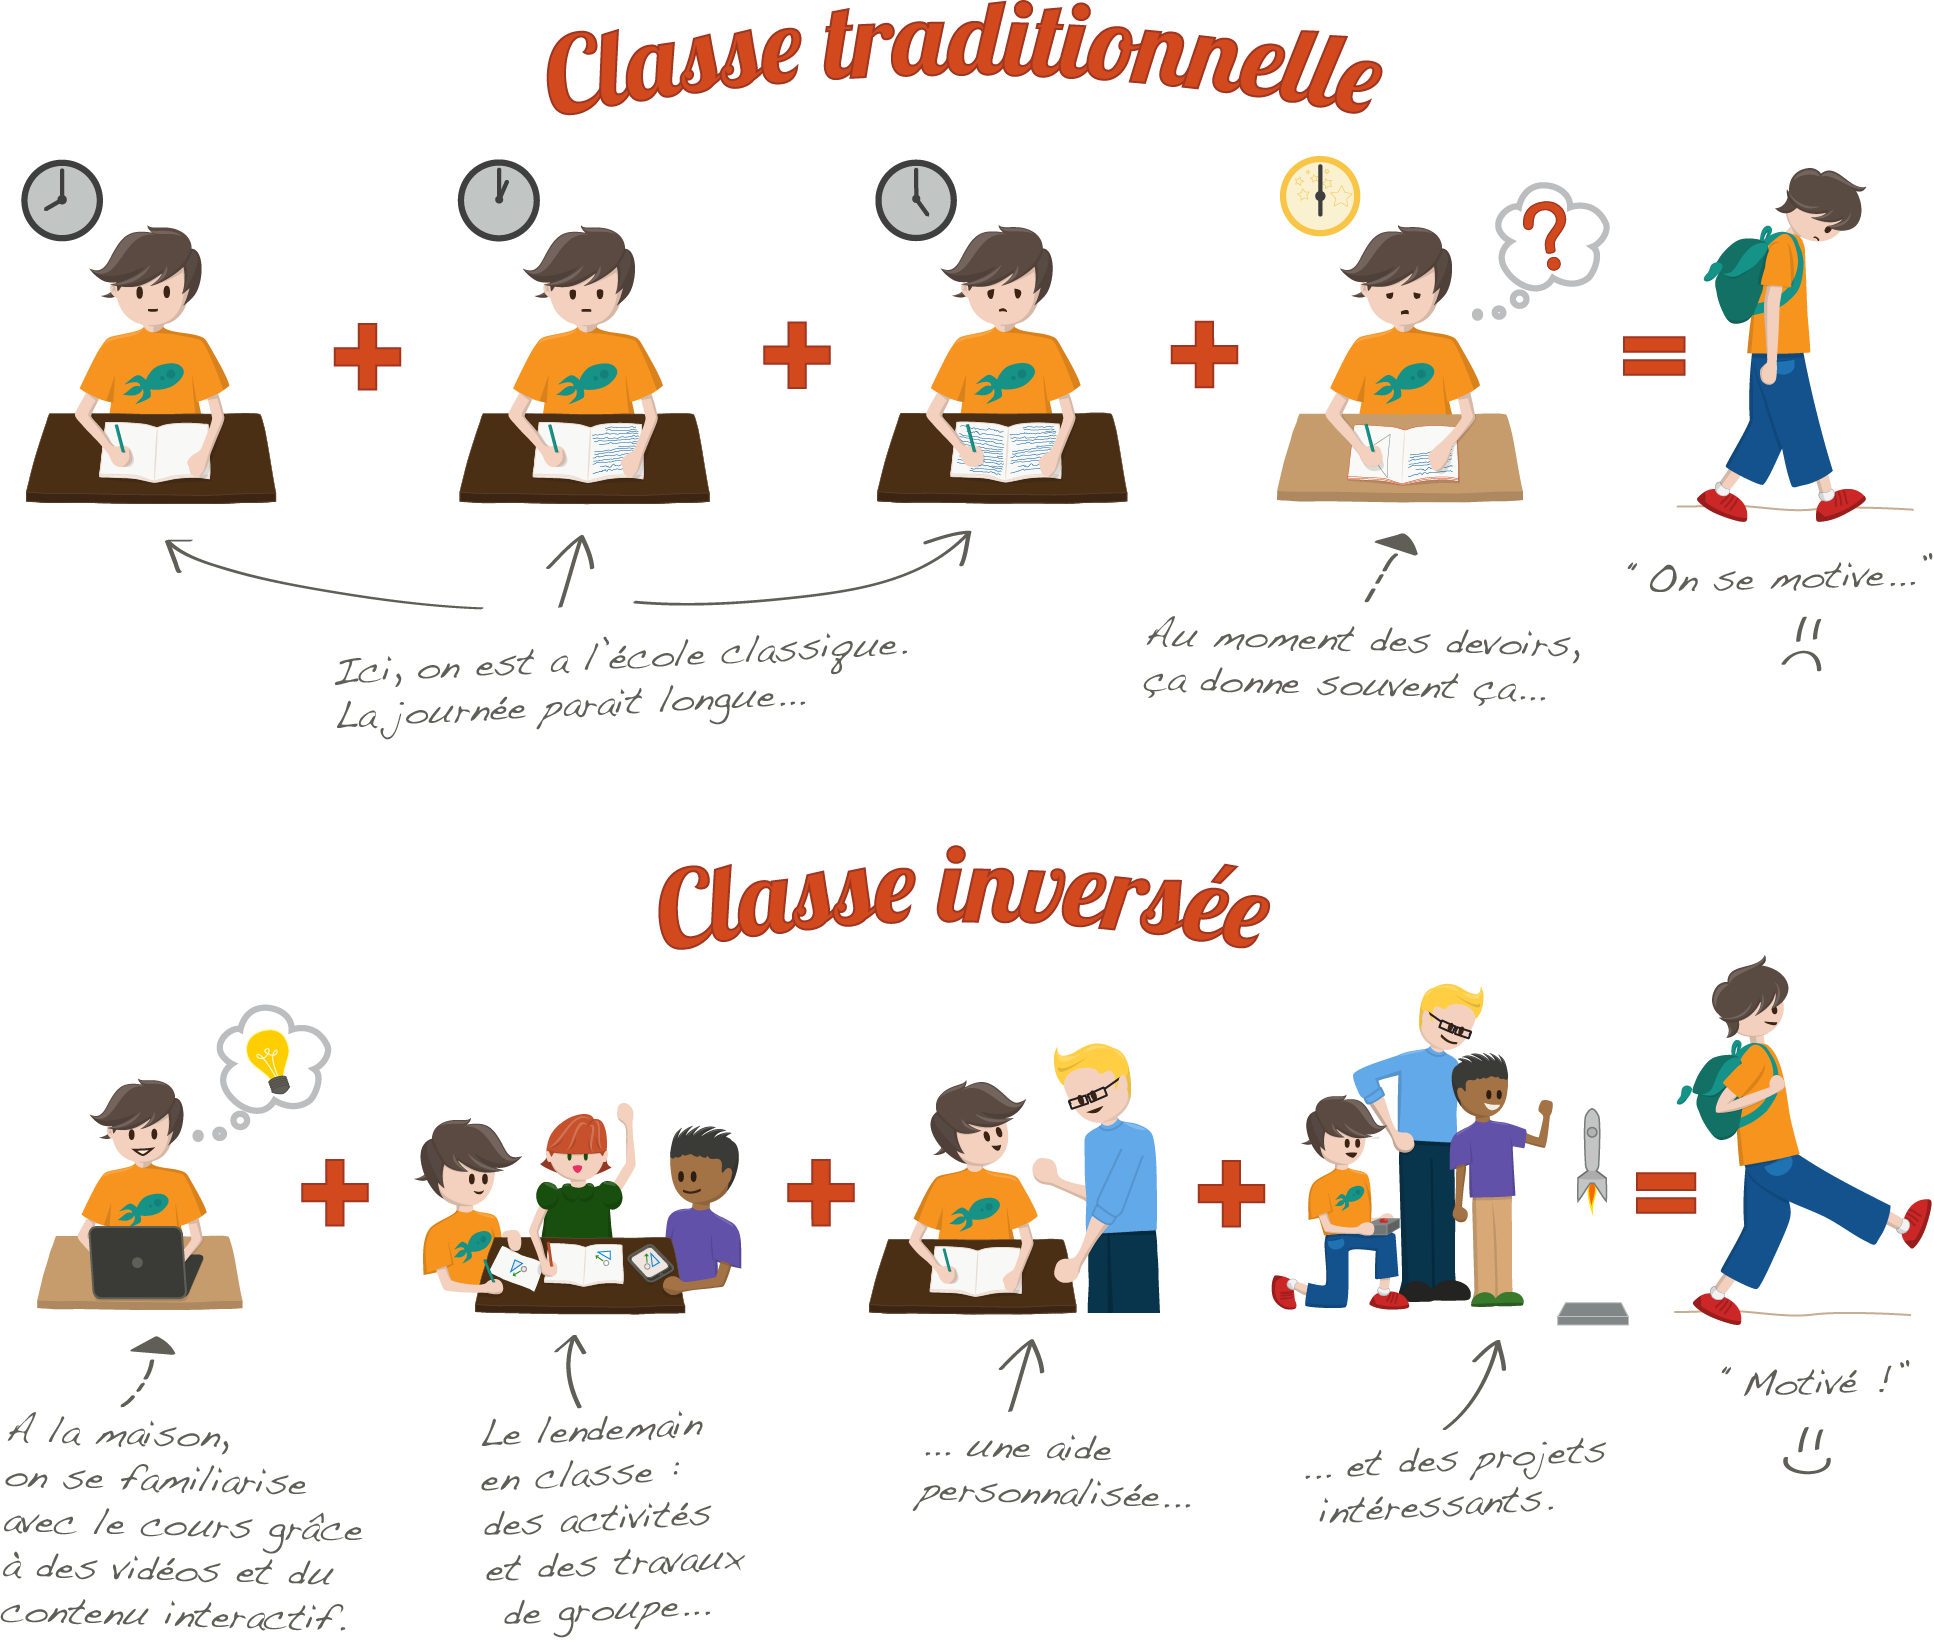 Classe traditionnelle
Ici, on est a l'école classique.
La journée parait longue...
Au moment des devoirs,
ça donne souvent ça...
"On se motive..."
Classe inversée
A la maison,
on se familiarise
avec le cours grâce
à des vidéos et du
contenu interactif.
Le lendemain
en classe :
des activités
et des travaux
de groupe...
... une aide
personnalisée...
... et des projets
intéressants.
"Motivé !"